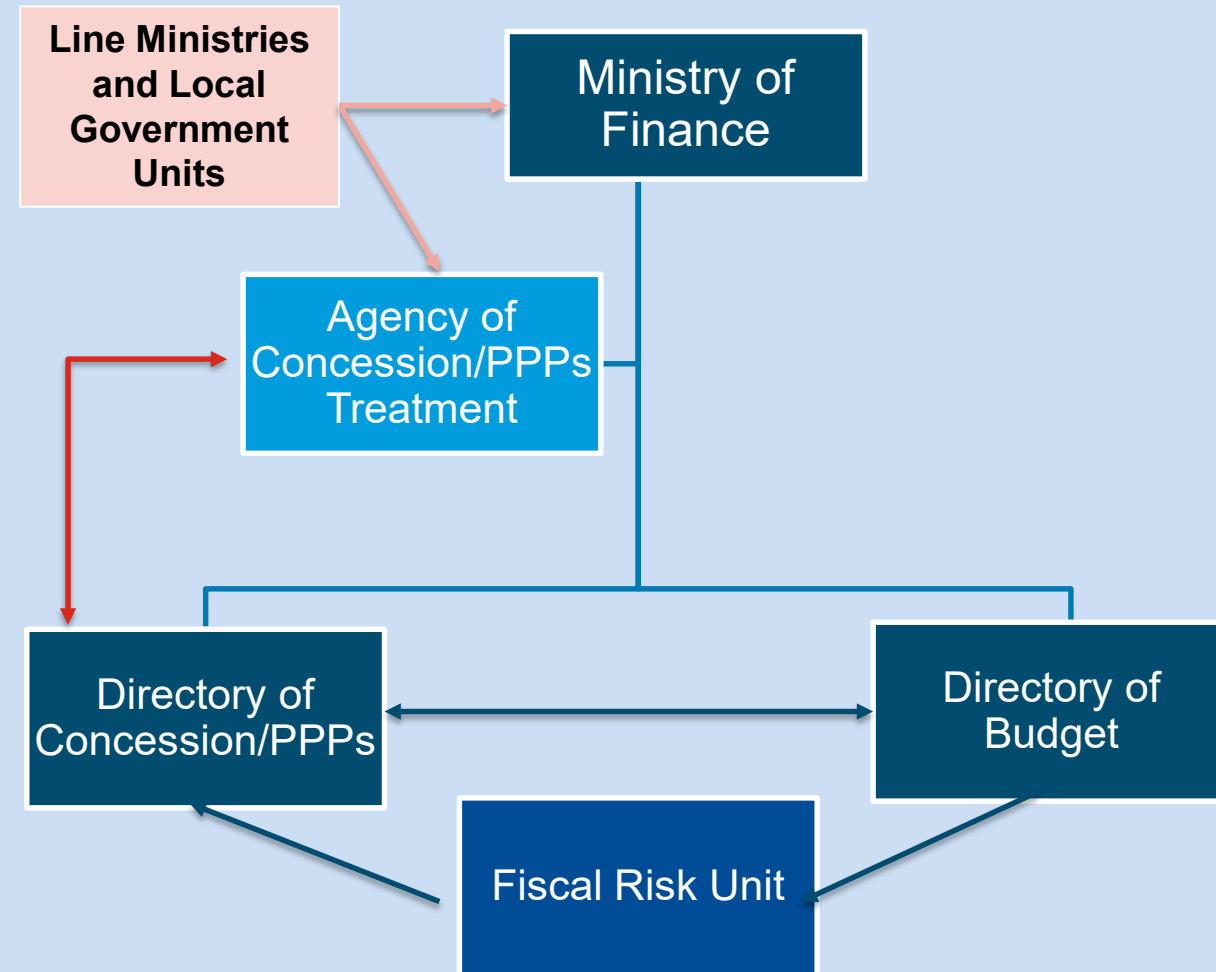 Line Ministries
and Local
Government
Units
Ministry of
Finance
Agency of
Concession/PPPs
Treatment
Directory of
Concession/PPPs
Directory of
Budget
Fiscal Risk Unit